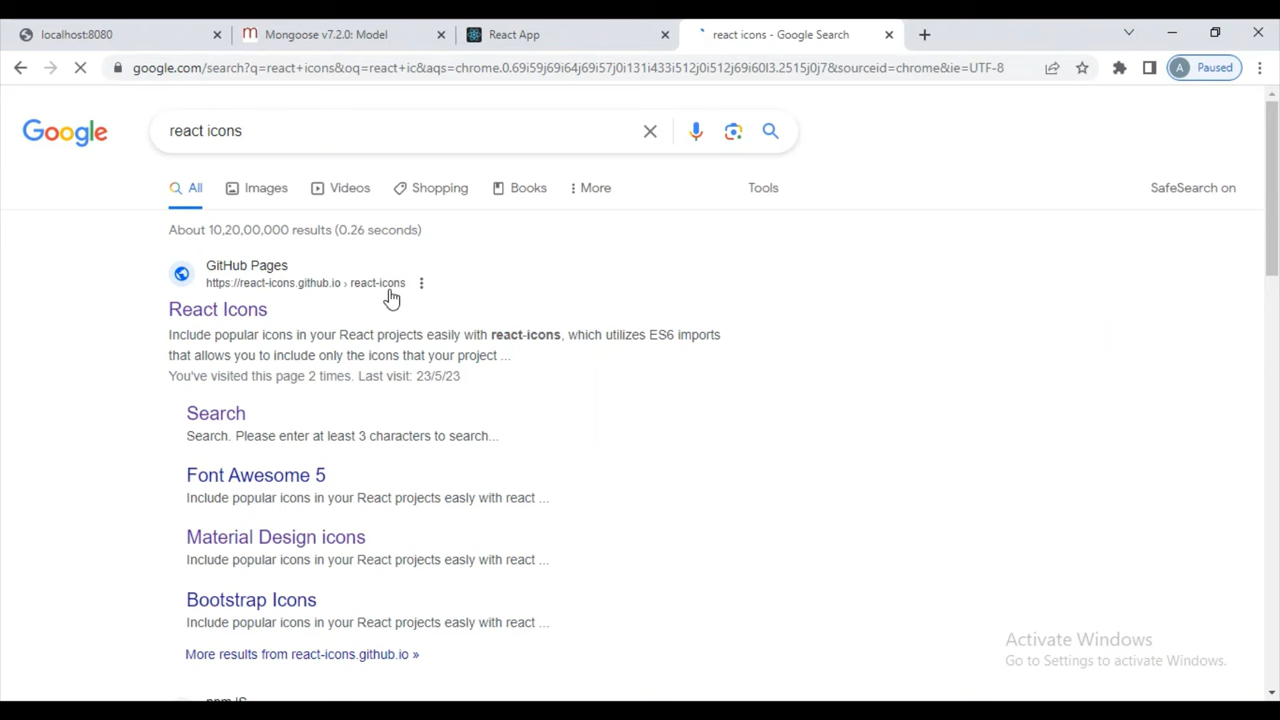 localhost:8080
Mongoose v7.2.0: Model
React App
react icons - Google Search
google.com/search?q=react+icons&oq=react+ic&aqs=chrome.0.69i59j69i64j69i57j0i131i433i512j0i512j69i60l3.2515j0j7&sourceid=chrome&ie=UTF-8
A Paused
Google
react icons
All
Images
Videos
Shopping
Books
More
Tools
SafeSearch on
About 10,20,00,000 results (0.26 seconds)
GitHub Pages
https://react-icons.github.io › react-icons
React Icons
Include popular icons in your React projects easily with react-icons, which utilizes ES6 imports
that allows you to include only the icons that your project ...
You've visited this page 2 times. Last visit: 23/5/23
Search
Search. Please enter at least 3 characters to search...
Font Awesome 5
Include popular icons in your React projects easly with react ...
Material Design icons
Include popular icons in your React projects easly with react ...
Bootstrap Icons
Include popular icons in your React projects easly with react ...
More results from react-icons.github.io »
Activate Windows
Go to Settings to activate Windows.